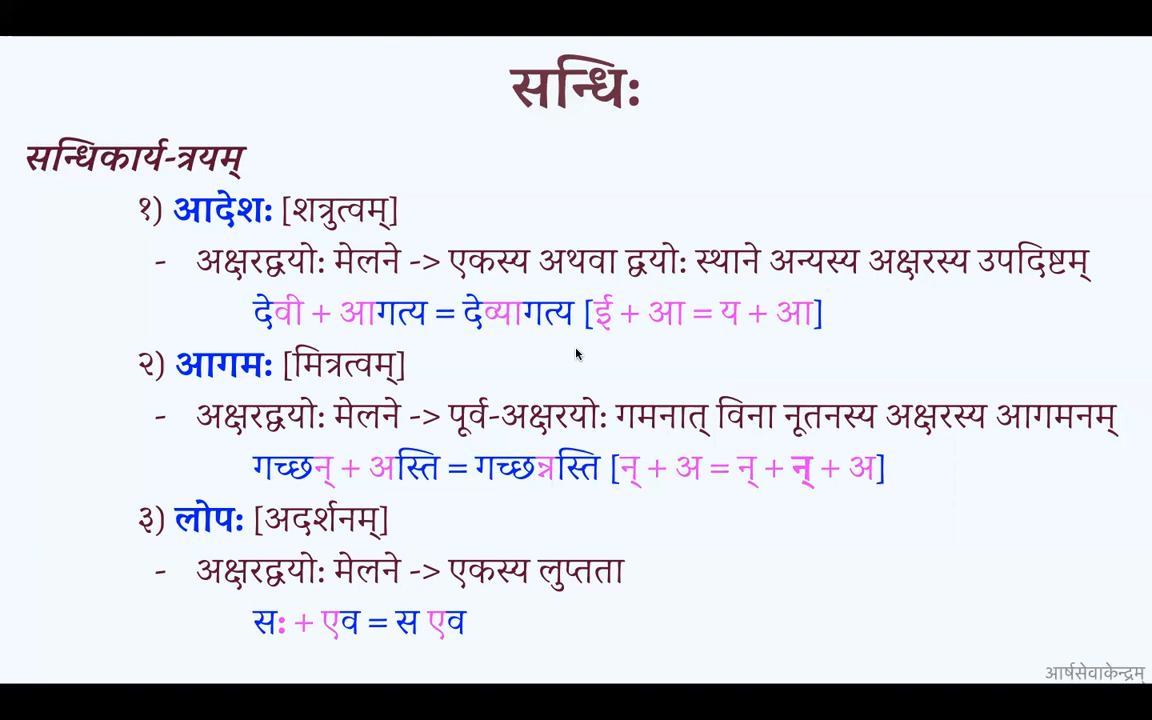 सन्धिः
सन्धिकार्य-त्रयम्
१) आदेशः [शत्रुत्वम्]
- अक्षरद्वयोः मेलने -> एकस्य अथवा द्वयोः स्थाने अन्यस्य अक्षरस्य उपदिष्टम्
देवी + आगत्य = देव्यागत्य [ई + आ = य + आ]
२) आगमः [मित्रत्वम्]
- अक्षरद्वयोः मेलने -> पूर्व-अक्षरयोः गमनात् विना नूतनस्य अक्षरस्य आगमनम्
गच्छन् + अस्ति = गच्छन्नस्ति [न् + अ = न् + न् + अ]
३) लोपः [अदर्शनम्]
- अक्षरद्वयोः मेलने -> एकस्य लुप्तता
सः + एव = स एव
आर्षसेवाकेन्द्रम्